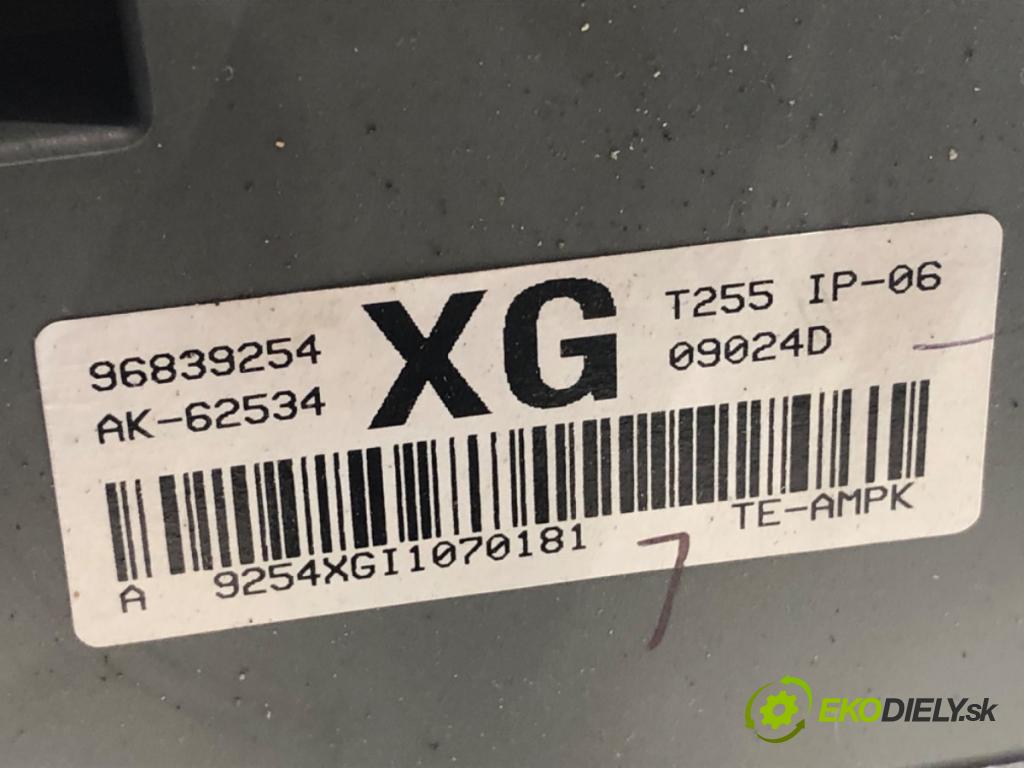 96839254
AK-62534
XG
T255 IP-06
09024D
A 9254XGI1070181
TE-AMPK
7
EKODIELY.sk